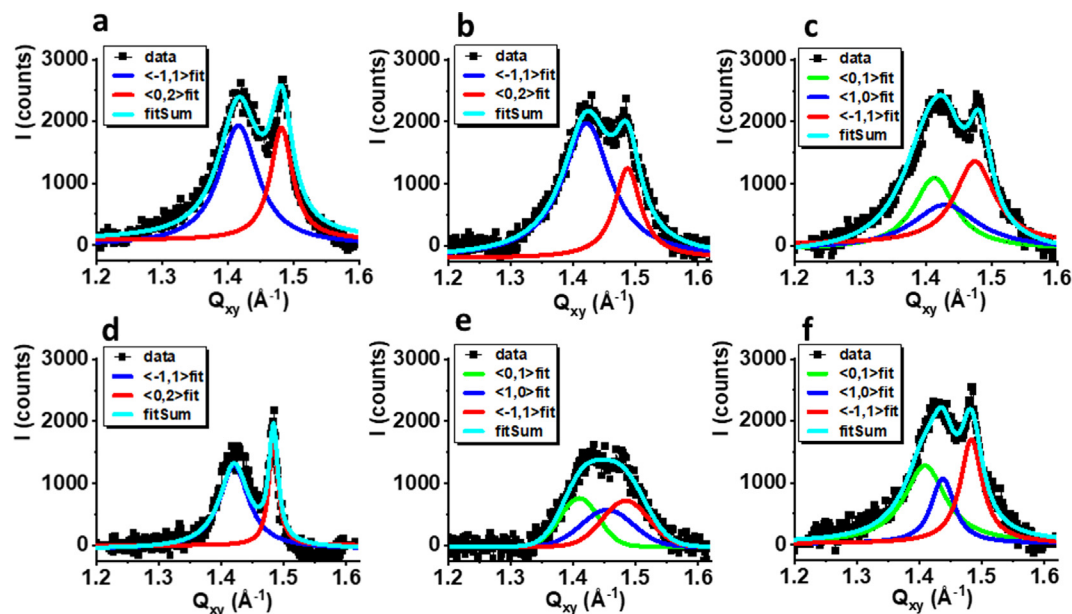 a
3000
2000
1000
0
I (counts)
data
<-1,1>fit
<0,2>fit
fitSum
1.2 1.3 1.4 1.5 1.6
Qxy (Å-1)
b
3000
2000
1000
0
I (counts)
data
<-1,1>fit
<0,2>fit
fitSum
1.2 1.3 1.4 1.5 1.6
Qxy (Å-1)
c
3000
2000
1000
0
I (counts)
data
<0,1>fit
<1,0>fit
<-1,1>fit
fitSum
1.2 1.3 1.4 1.5 1.6
Qxy (Å-1)
d
3000
2000
1000
0
I (counts)
data
<-1,1>fit
<0,2>fit
fitSum
1.2 1.3 1.4 1.5 1.6
Qxy (Å-1)
e
3000
2000
1000
0
I (counts)
data
<0,1>fit
<1,0>fit
<-1,1>fit
fitSum
1.2 1.3 1.4 1.5 1.6
Qxy (Å-1)
f
3000
2000
1000
0
I (counts)
data
<0,1>fit
<1,0>fit
<-1,1>fit
fitSum
1.2 1.3 1.4 1.5 1.6
Qxy (Å-1)